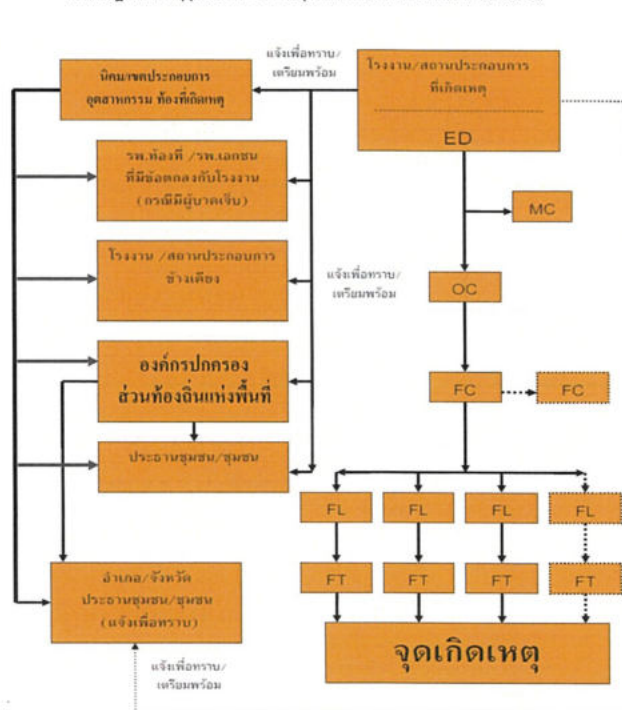 แจ้งเพื่อทราบ/
เตรียมพร้อม
นิคม/เขตประกอบการ
อุตสาหกรรม ท้องที่เกิดเหตุ
โรงงาน/สถานประกอบการ
ที่เกิดเหตุ
ED
รพ.ท้องที่ /รพ.เอกชน
ที่มีข้อตกลงกับโรงงาน
(กรณีมีผู้บาดเจ็บ)
MC
โรงงาน /สถานประกอบการ
ข้างเคียง
แจ้งเพื่อทราบ/
เตรียมพร้อม
OC
องค์กรปกครอง
ส่วนท้องถิ่นแห่งพื้นที่
FC
FC
ประธานชุมชน/ชุมชน
FL
FL
FL
FL
อำเภอ/จังหวัด
ประธานชุมชน/ชุมชน
(แจ้งเพื่อทราบ)
FT
FT
FT
FT
จุดเกิดเหตุ
แจ้งเพื่อทราบ/
เตรียมพร้อม